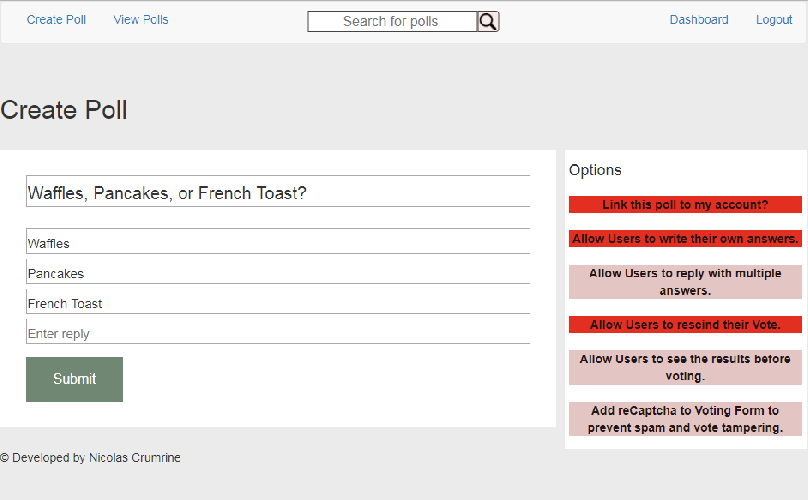 Create Poll View Polls Search for polls Dashboard Logout
Create Poll
Waffles, Pancakes, or French Toast?
Waffles
Pancakes
French Toast
Enter reply
Submit
Options
Link this poll to my account?
Allow Users to write their own answers.
Allow Users to reply with multiple
answers.
Allow Users to rescind their Vote.
Allow Users to see the results before
voting.
Add reCaptcha to Voting Form to
prevent spam and vote tampering.
© Developed by Nicolas Crumrine